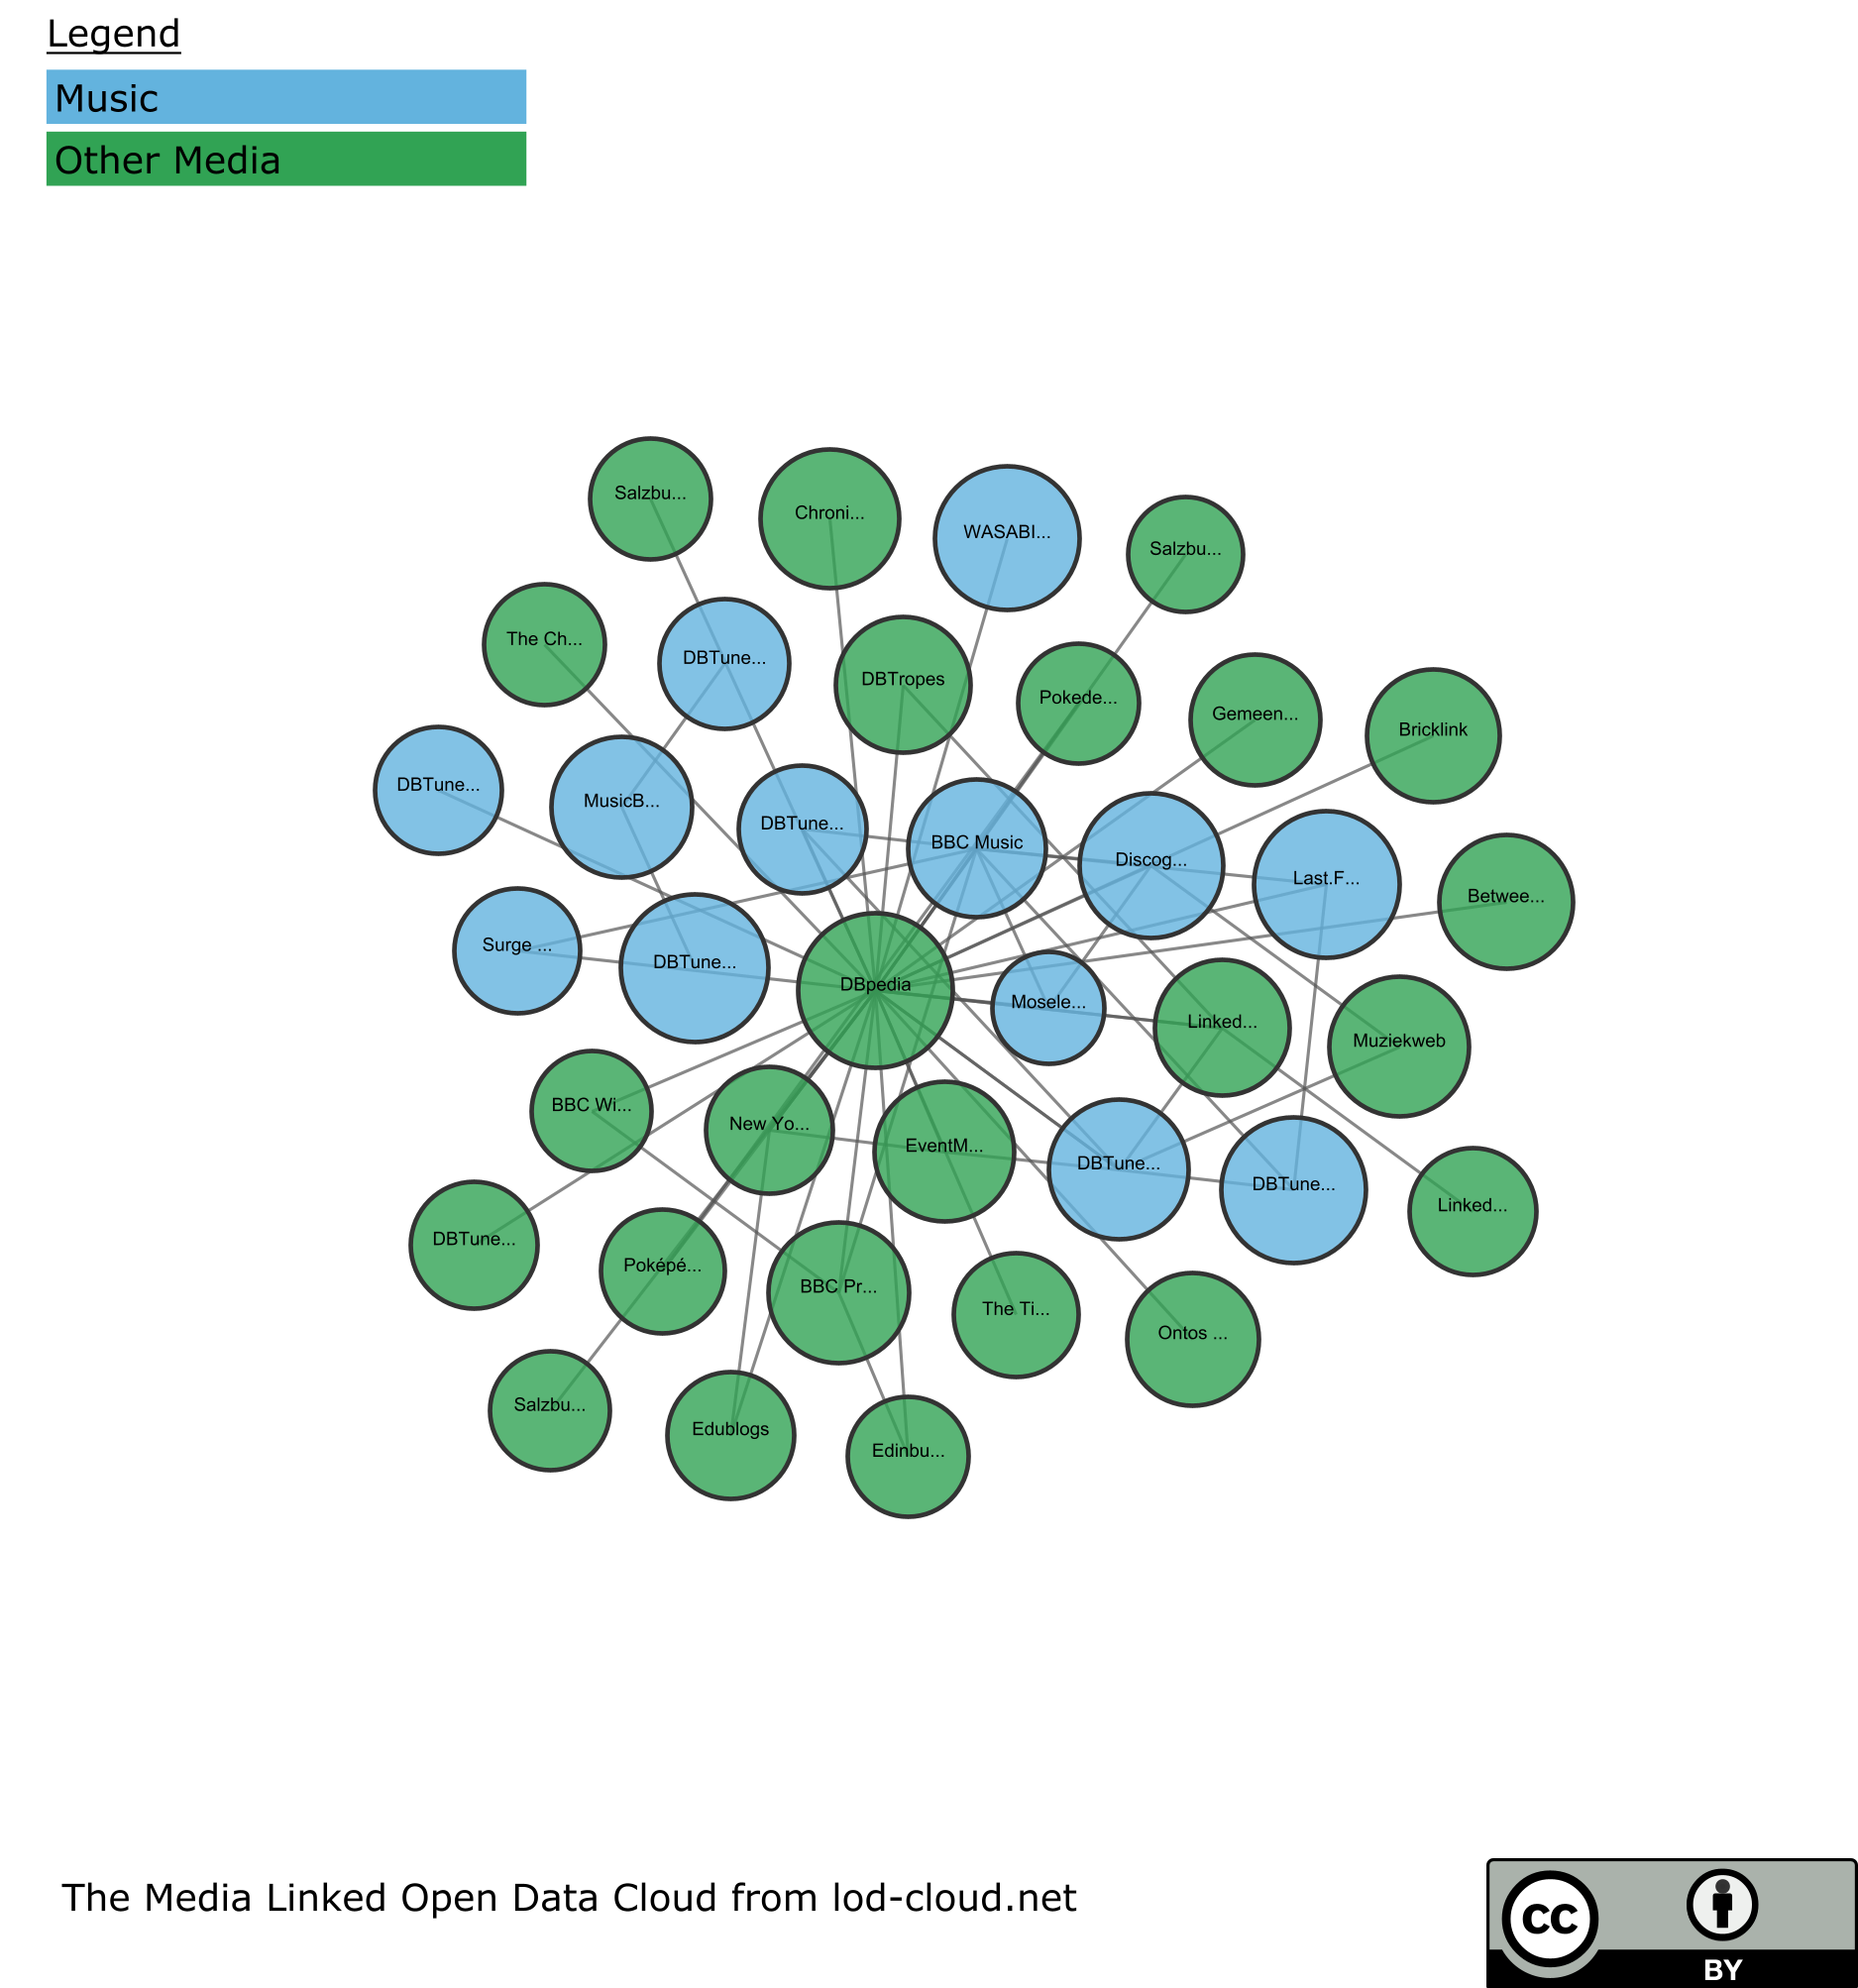 Legend
Music
Other Media
Salzbu...
Chroni...
WASABI...
Salzbu...
The Ch...
DBTune...
DBTropes
Pokede...
Gemeen...
Bricklink
DBTune...
MusicB...
DBTune...
BBC Music
Discog...
Last.F...
Betwee...
Surge ...
DBTune...
DBpedia
Mosele...
Linked...
Muziekweb
BBC Wi...
New Yo...
EventM...
DBTune...
DBTune...
Linked...
DBTune...
Poképé...
BBC Pr...
The Ti...
Ontos ...
Salzbu...
Edublogs
Edinbu...
The Media Linked Open Data Cloud from lod-cloud.net
cc
BY